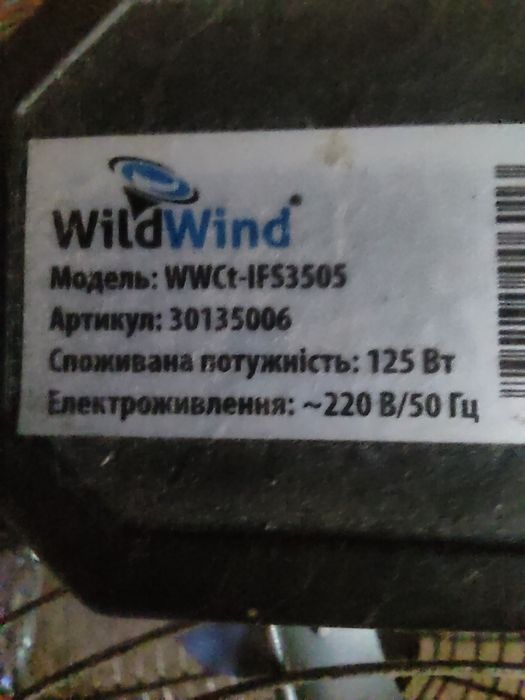 WildWind®
Модель: WWCt-IFS3505
Артикул: 30135006
Споживана потужність: 125 Вт
Електроживлення: ~220 В/50 Гц